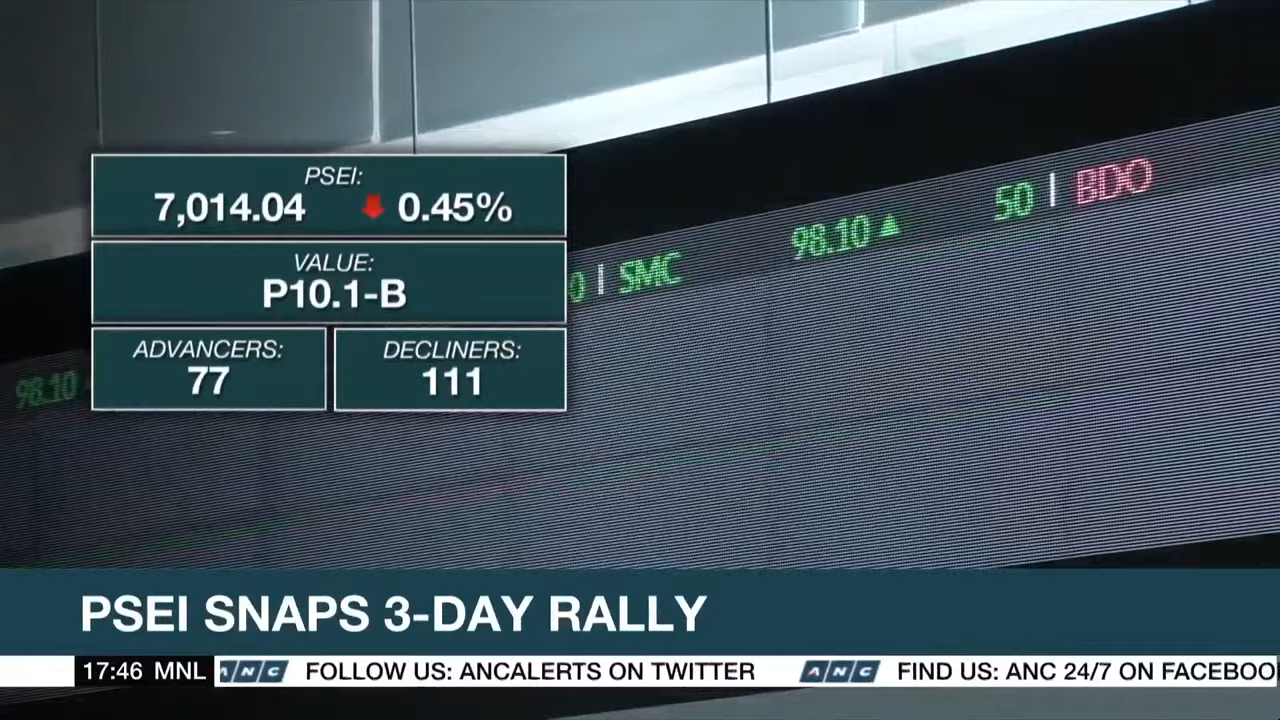 PSEI:
7,014.04 0.45%
VALUE:
P10.1-B
ADVANCERS:
77
DECLINERS:
111
98.10
0 | SMC 98.10 ▲ 50 | BDO
PSEI SNAPS 3-DAY RALLY
17:46 MNL ANC FOLLOW US: ANCALERTS ON TWITTER ANC FIND US: ANC 24/7 ON FACEBOO